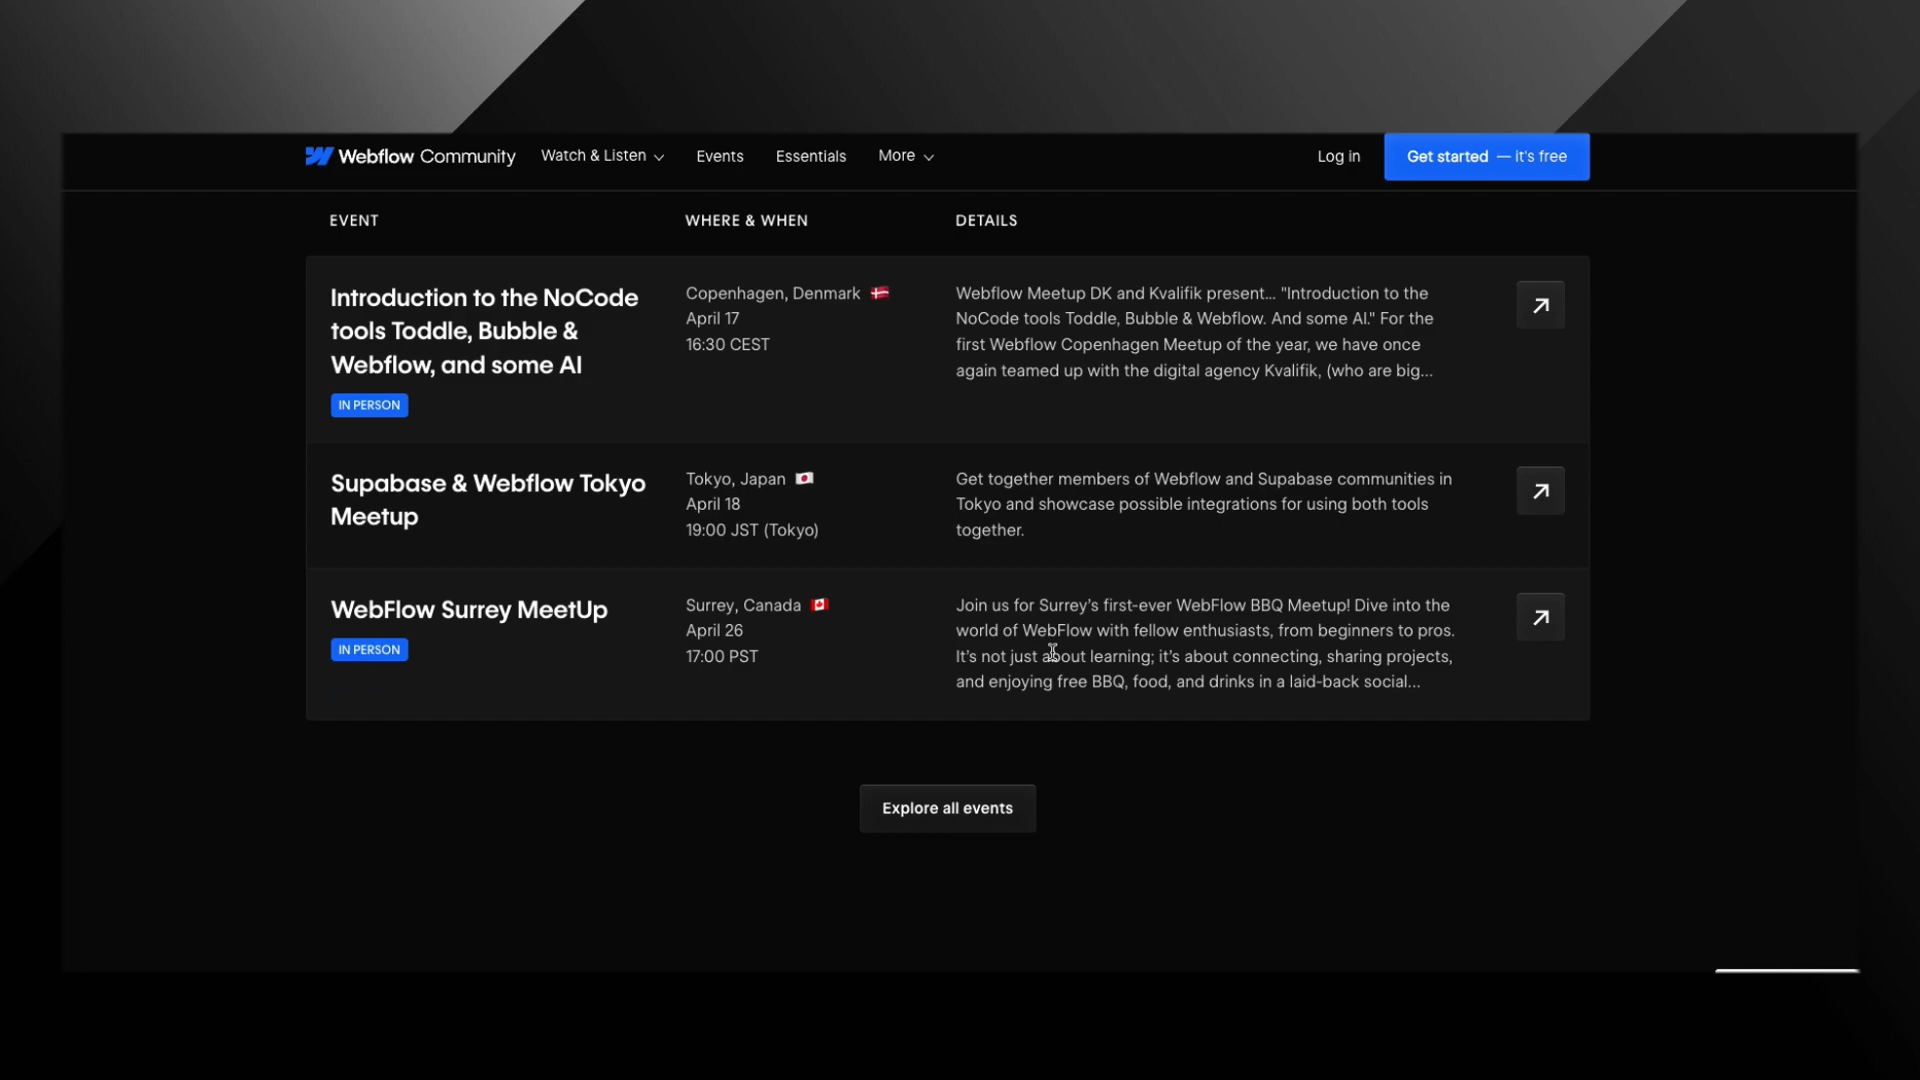 Webflow Community
Watch & Listen
Events
Essentials
More
Log in
Get started — it's free
EVENT
WHERE & WHEN
DETAILS
Introduction to the NoCode
tools Toddle, Bubble &
Webflow, and some AI
IN PERSON
Copenhagen, Denmark
April 17
16:30 CEST
Webflow Meetup DK and Kvalifik present... "Introduction to the
NoCode tools Toddle, Bubble & Webflow. And some AI." For the
first Webflow Copenhagen Meetup of the year, we have once
again teamed up with the digital agency Kvalifik, (who are big...
Supabase & Webflow Tokyo
Meetup
Tokyo, Japan
April 18
19:00 JST (Tokyo)
Get together members of Webflow and Supabase communities in
Tokyo and showcase possible integrations for using both tools
together.
WebFlow Surrey MeetUp
IN PERSON
Surrey, Canada
April 26
17:00 PST
Join us for Surrey’s first-ever WebFlow BBQ Meetup! Dive into the
world of WebFlow with fellow enthusiasts, from beginners to pros.
It’s not just about learning; it’s about connecting, sharing projects,
and enjoying free BBQ, food, and drinks in a laid-back social...
Explore all events